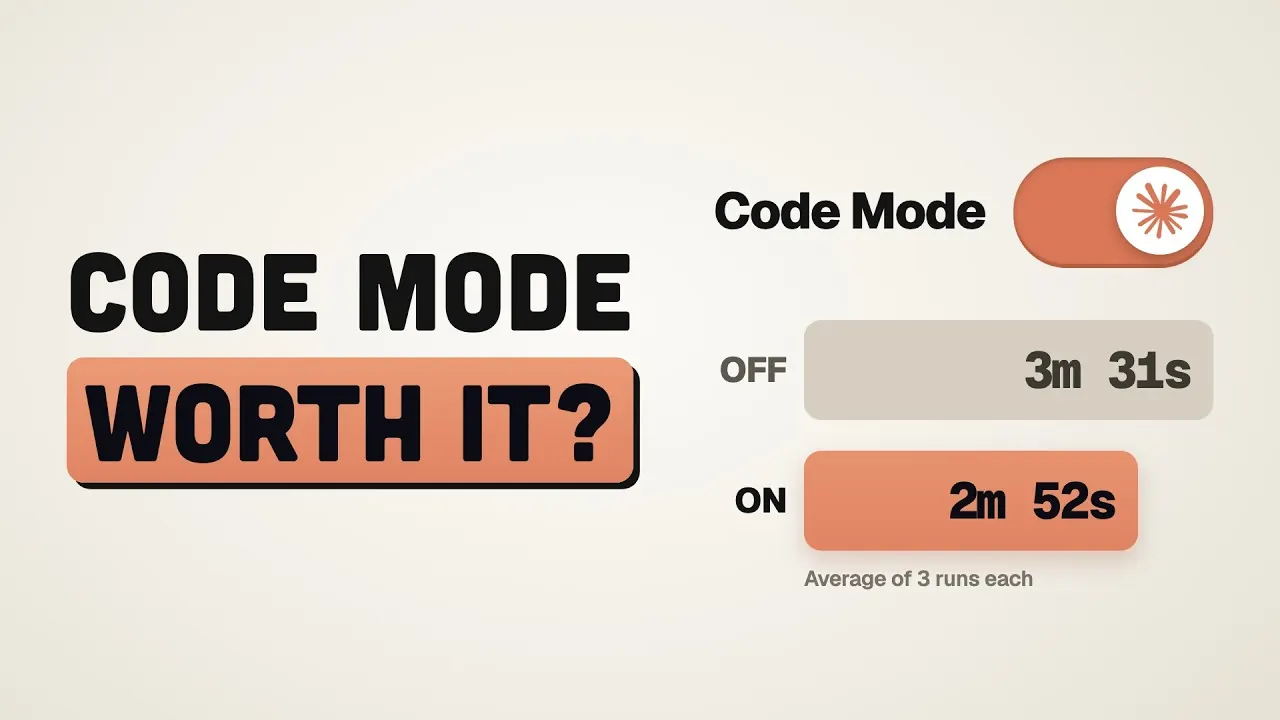 CODE MODE
WORTH IT?
Code Mode
OFF 3m 31s
ON 2m 52s
Average of 3 runs each